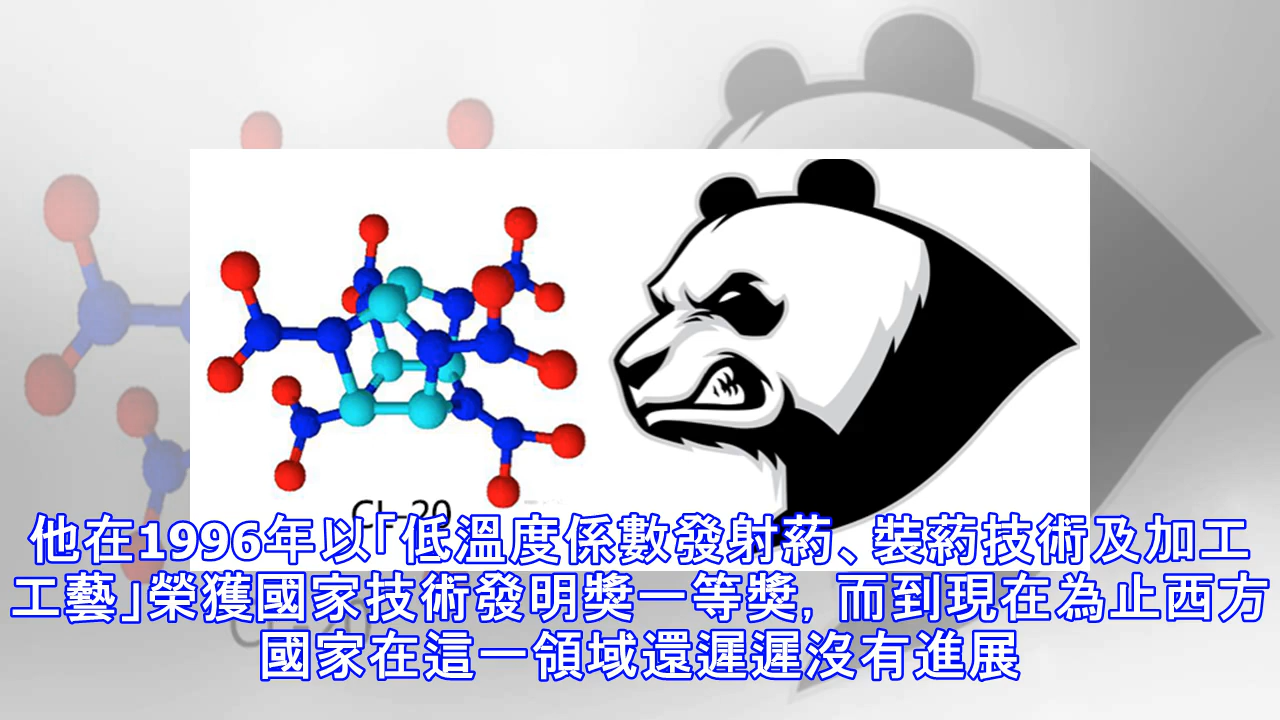 CL-20
他在1996年以「低溫度係數發射葯、裝葯技術及加工
工藝」榮獲國家技術發明獎一等獎, 而到現在為止西方
國家在這一領域還遲遲沒有進展